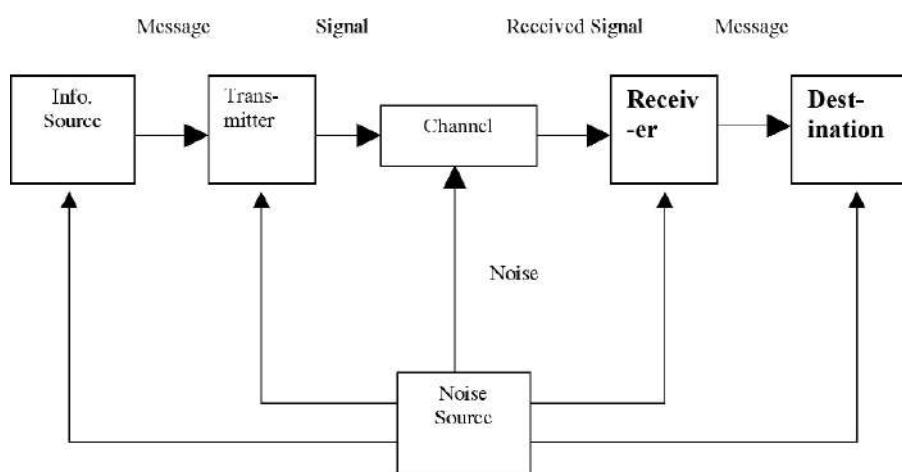 Message Signal Received Signal Message
Info.
Source
Trans-
mitter
Channel
Receiv
-er
Dest-
ination
Noise
Noise
Source